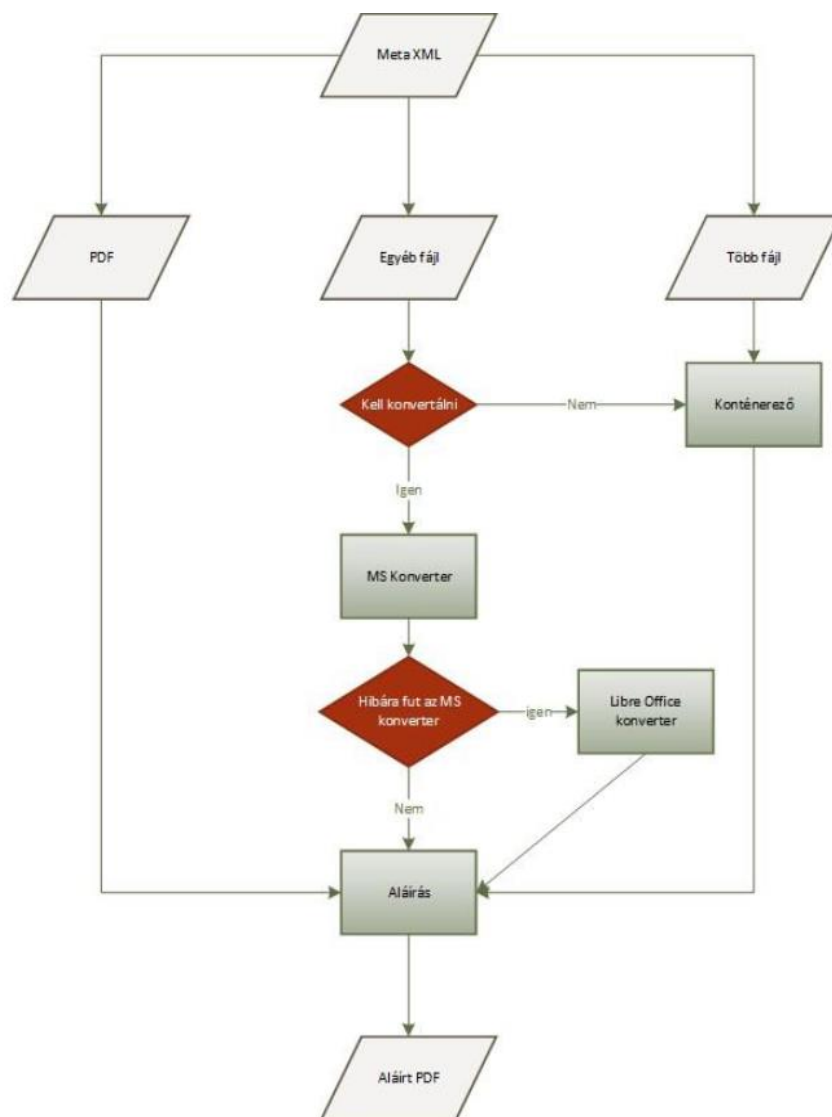 Meta XML
PDF
Egyéb fájl
Több fájl
Kell konvertálni
Nem
Konténerező
Igen
MS Konverter
Hibára fut az MS
konverter
igen
Libre Office
konverter
Nem
Aláírás
Aláírt PDF